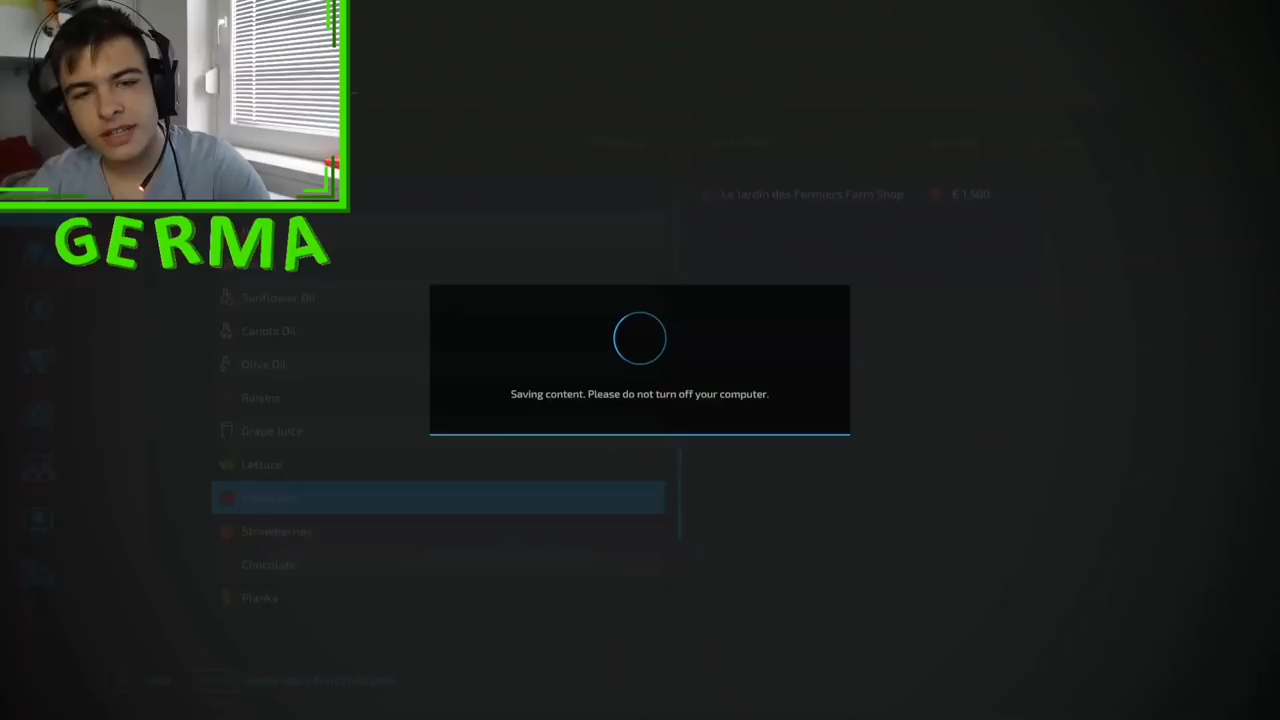 GERMA
Le Jardin des Fermiers Farm Shop
€ 1,500
Sunflower Oil
Canola Oil
Olive Oil
Raisins
Grape Juice
Lettuce
Strawberries
Chocolate
Planks
Saving content. Please do not turn off your computer.